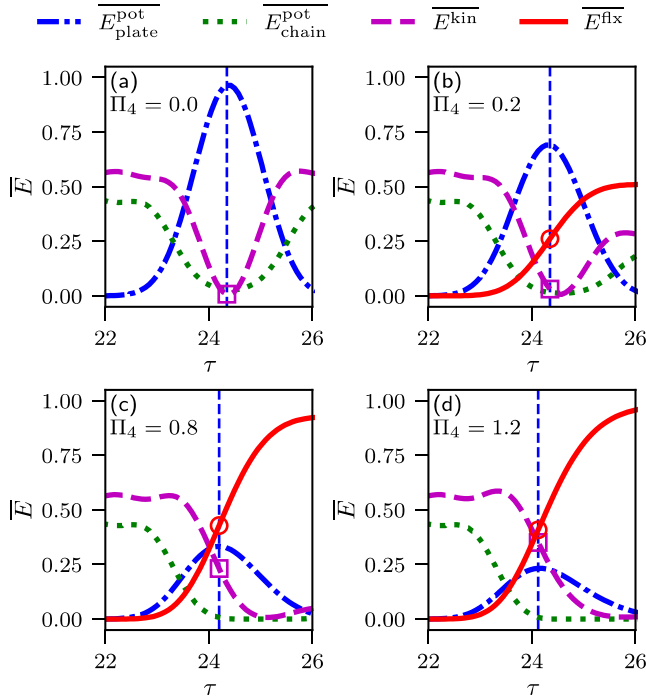 $\overline{E^{\mathrm{pot}}_{\mathrm{plate}}}$ $\overline{E^{\mathrm{pot}}_{\mathrm{chain}}}$ $\overline{E^{\mathrm{kin}}}$ $\overline{E^{\mathrm{flx}}}$
(a)
$\Pi_4 = 0.0$
1.00
0.75
0.50
0.25
0.00
$\overline{E}$
22 24 26
$\tau$
(b)
$\Pi_4 = 0.2$
1.00
0.75
0.50
0.25
0.00
$\overline{E}$
22 24 26
$\tau$
(c)
$\Pi_4 = 0.8$
1.00
0.75
0.50
0.25
0.00
$\overline{E}$
22 24 26
$\tau$
(d)
$\Pi_4 = 1.2$
1.00
0.75
0.50
0.25
0.00
$\overline{E}$
22 24 26
$\tau$